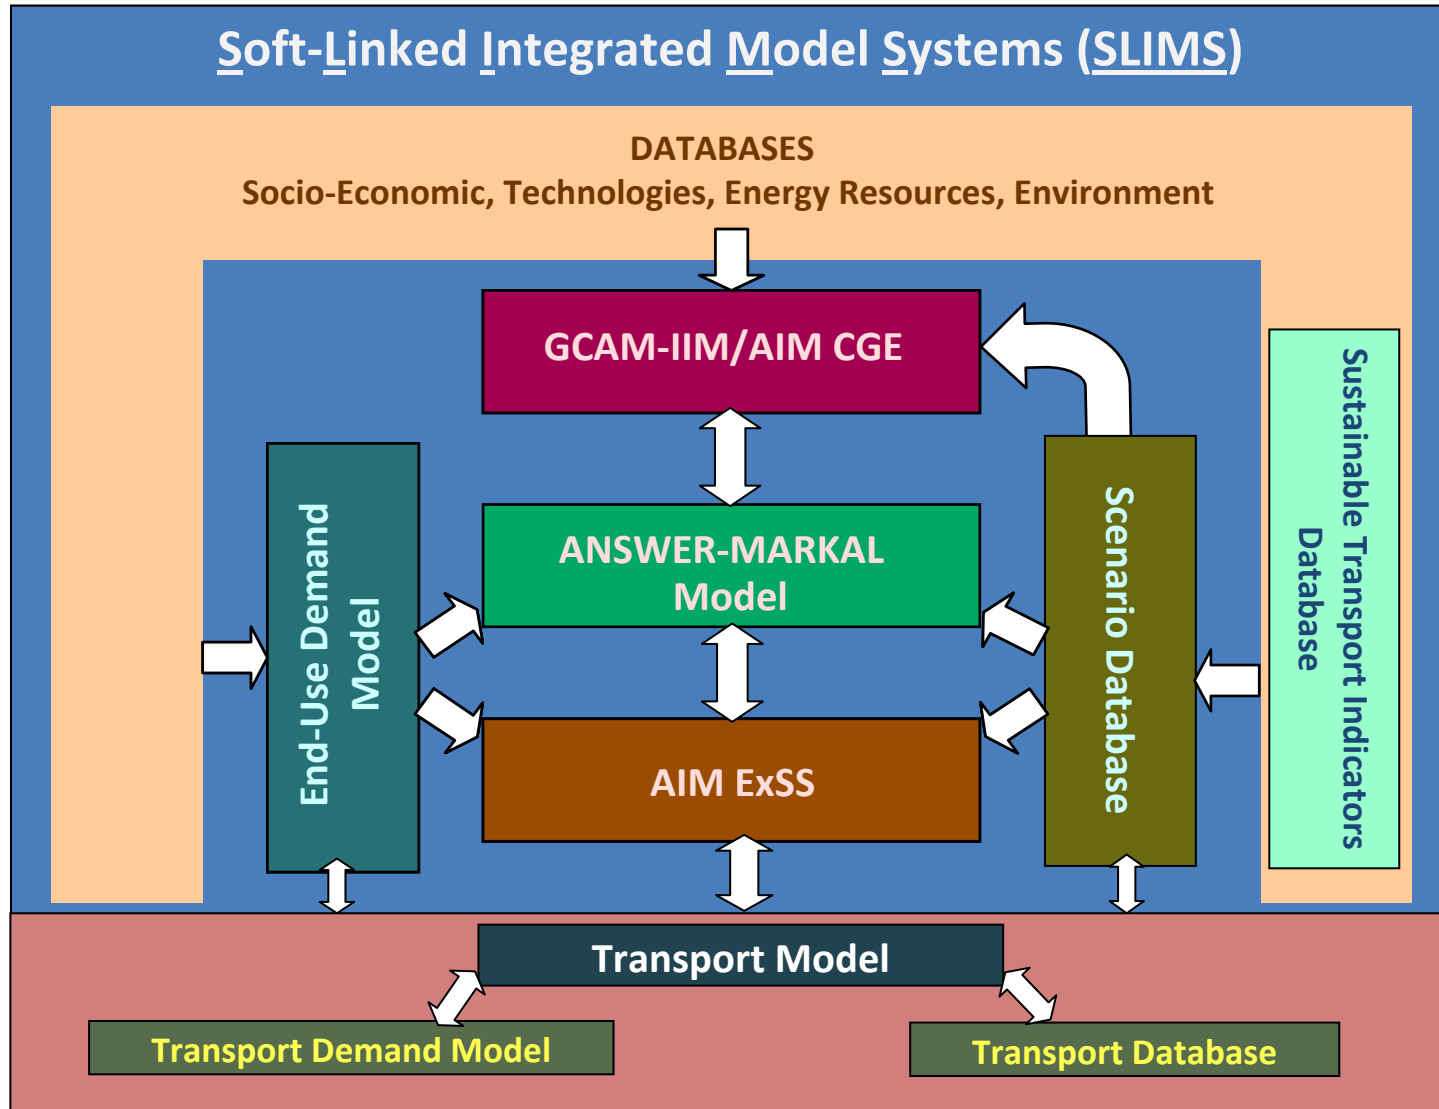 Soft-Linked Integrated Model Systems (SLIMS)
DATABASES
Socio-Economic, Technologies, Energy Resources, Environment
GCAM-IIM/AIM CGE
End-Use Demand
Model
ANSWER-MARKAL
Model
AIM ExSS
Scenario Database
Sustainable Transport Indicators
Database
Transport Model
Transport Demand Model
Transport Database